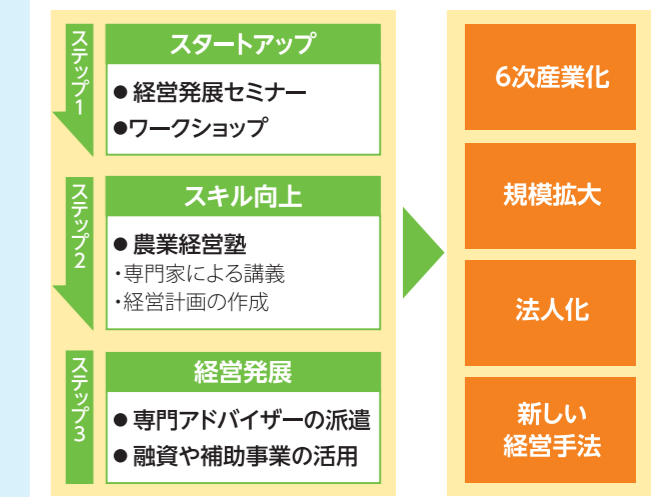 ステップ1
スタートアップ
● 経営発展セミナー
●ワークショップ
ステップ2
スキル向上
● 農業経営塾
・専門家による講義
・経営計画の作成
ステップ3
経営発展
● 専門アドバイザーの派遣
● 融資や補助事業の活用
6次産業化
規模拡大
法人化
新しい
経営手法